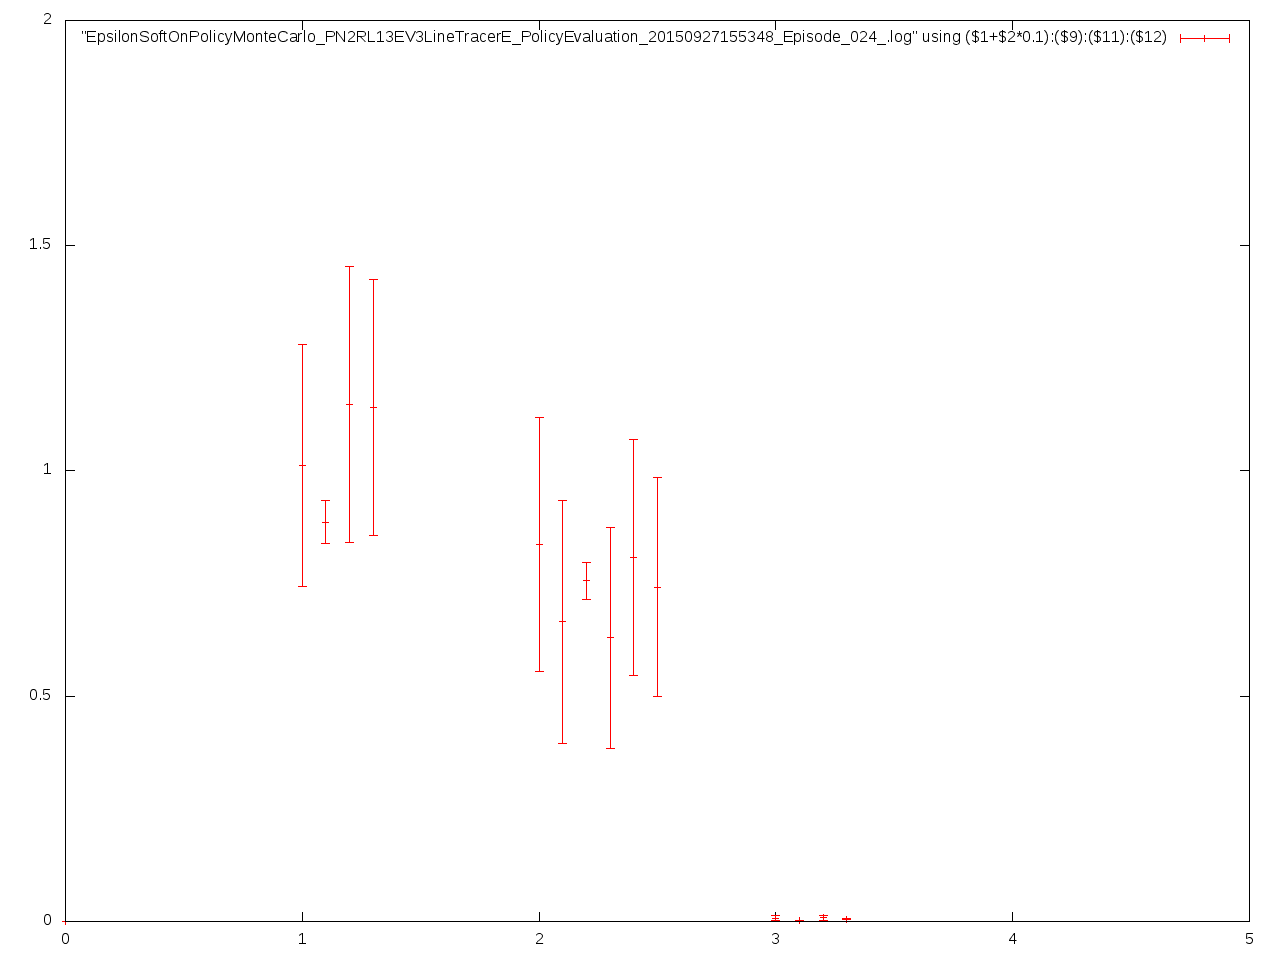 2
"EpsilonSoftOnPolicyMonteCarlo_PN2RL13EV3LineTracerE_PolicyEvaluation_20150927155348_Episode_024_.log" using ($1+$2*0.1):($9):($11):($12)
1.5
1
0.5
0
0 1 2 3 4 5